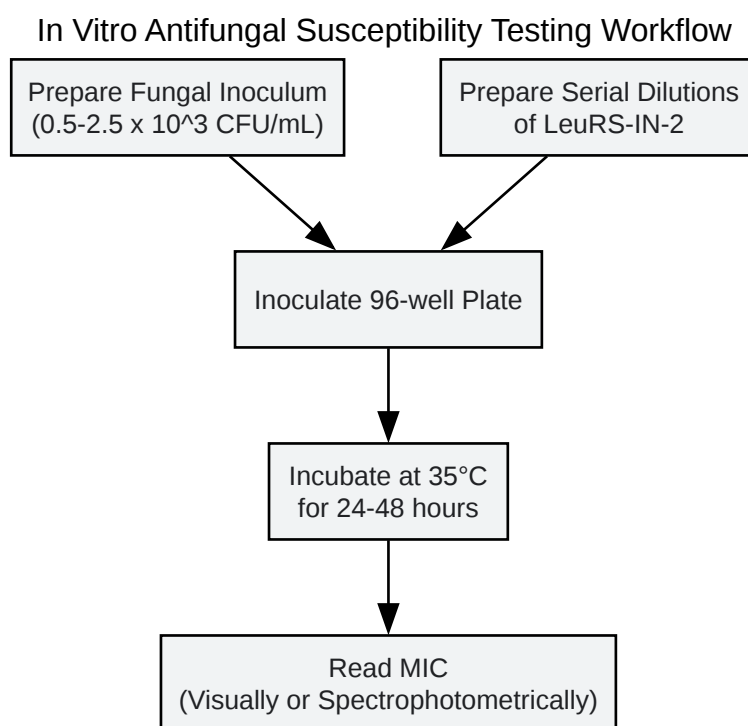 In Vitro Antifungal Susceptibility Testing Workflow
Prepare Fungal Inoculum
(0.5-2.5 x 10^3 CFU/mL)
Prepare Serial Dilutions
of LeuRS-IN-2
Inoculate 96-well Plate
Incubate at 35°C
for 24-48 hours
Read MIC
(Visually or Spectrophotometrically)